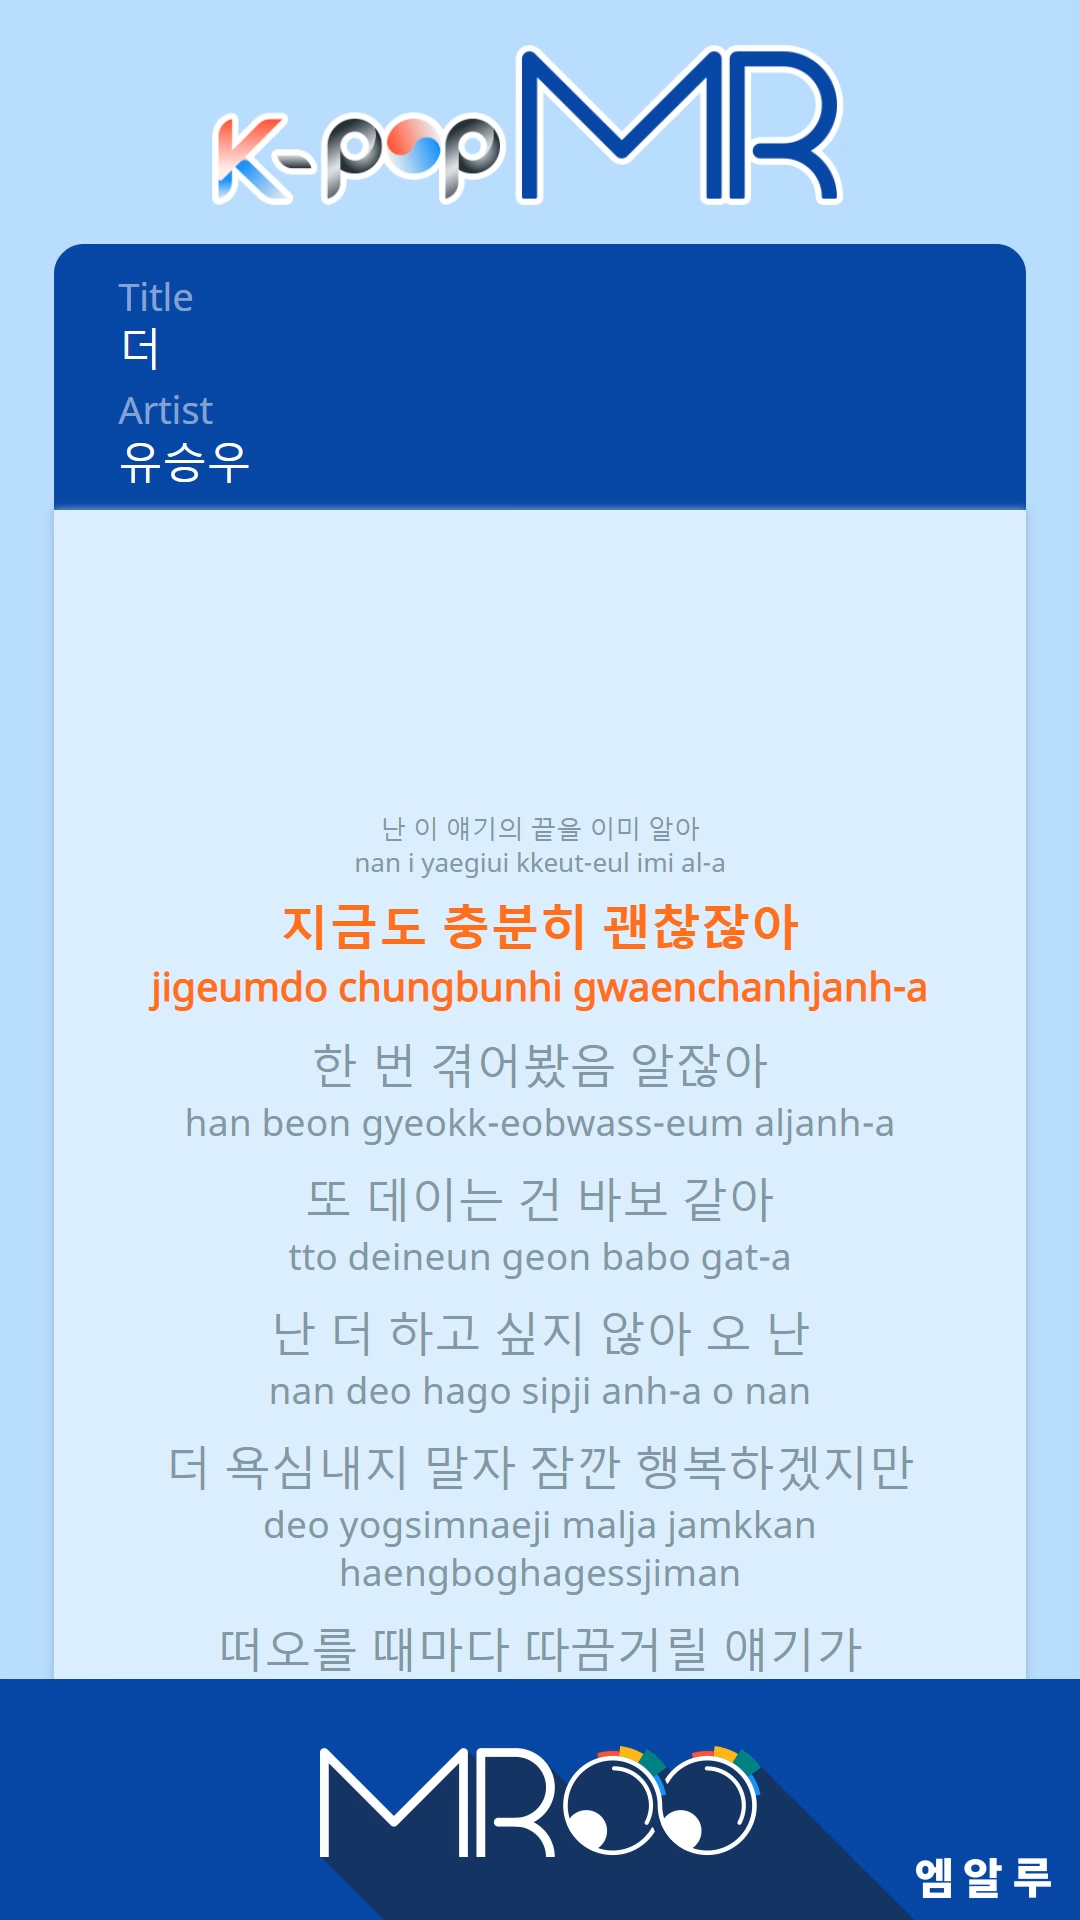 K-pop MR
Title
더
Artist
유승우
난 이 얘기의 끝을 이미 알아
nan i yaegiui kkeut-eul imi al-a
지금도 충분히 괜찮잖아
jigeumdo chungbunhi gwaenchanhjanh-a
한 번 겪어봤음 알잖아
han beon gyeokk-eobwass-eum aljanh-a
또 데이는 건 바보 같아
tto deineun geon babo gat-a
난 더 하고 싶지 않아 오 난
nan deo hago sipji anh-a o nan
더 욕심내지 말자 잠깐 행복하겠지만
deo yogsimnaeji malja jamkkan
haengboghagessjiman
떠오를 때마다 따끔거릴 얘기가
MROO
엠알루